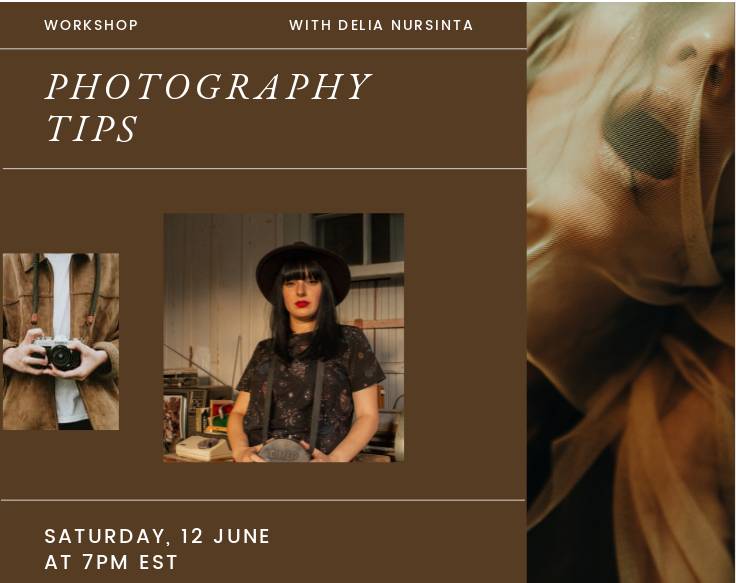 WORKSHOP
WITH DELIA NURSINTA
PHOTOGRAPHY
TIPS
SATURDAY, 12 JUNE
AT 7PM EST